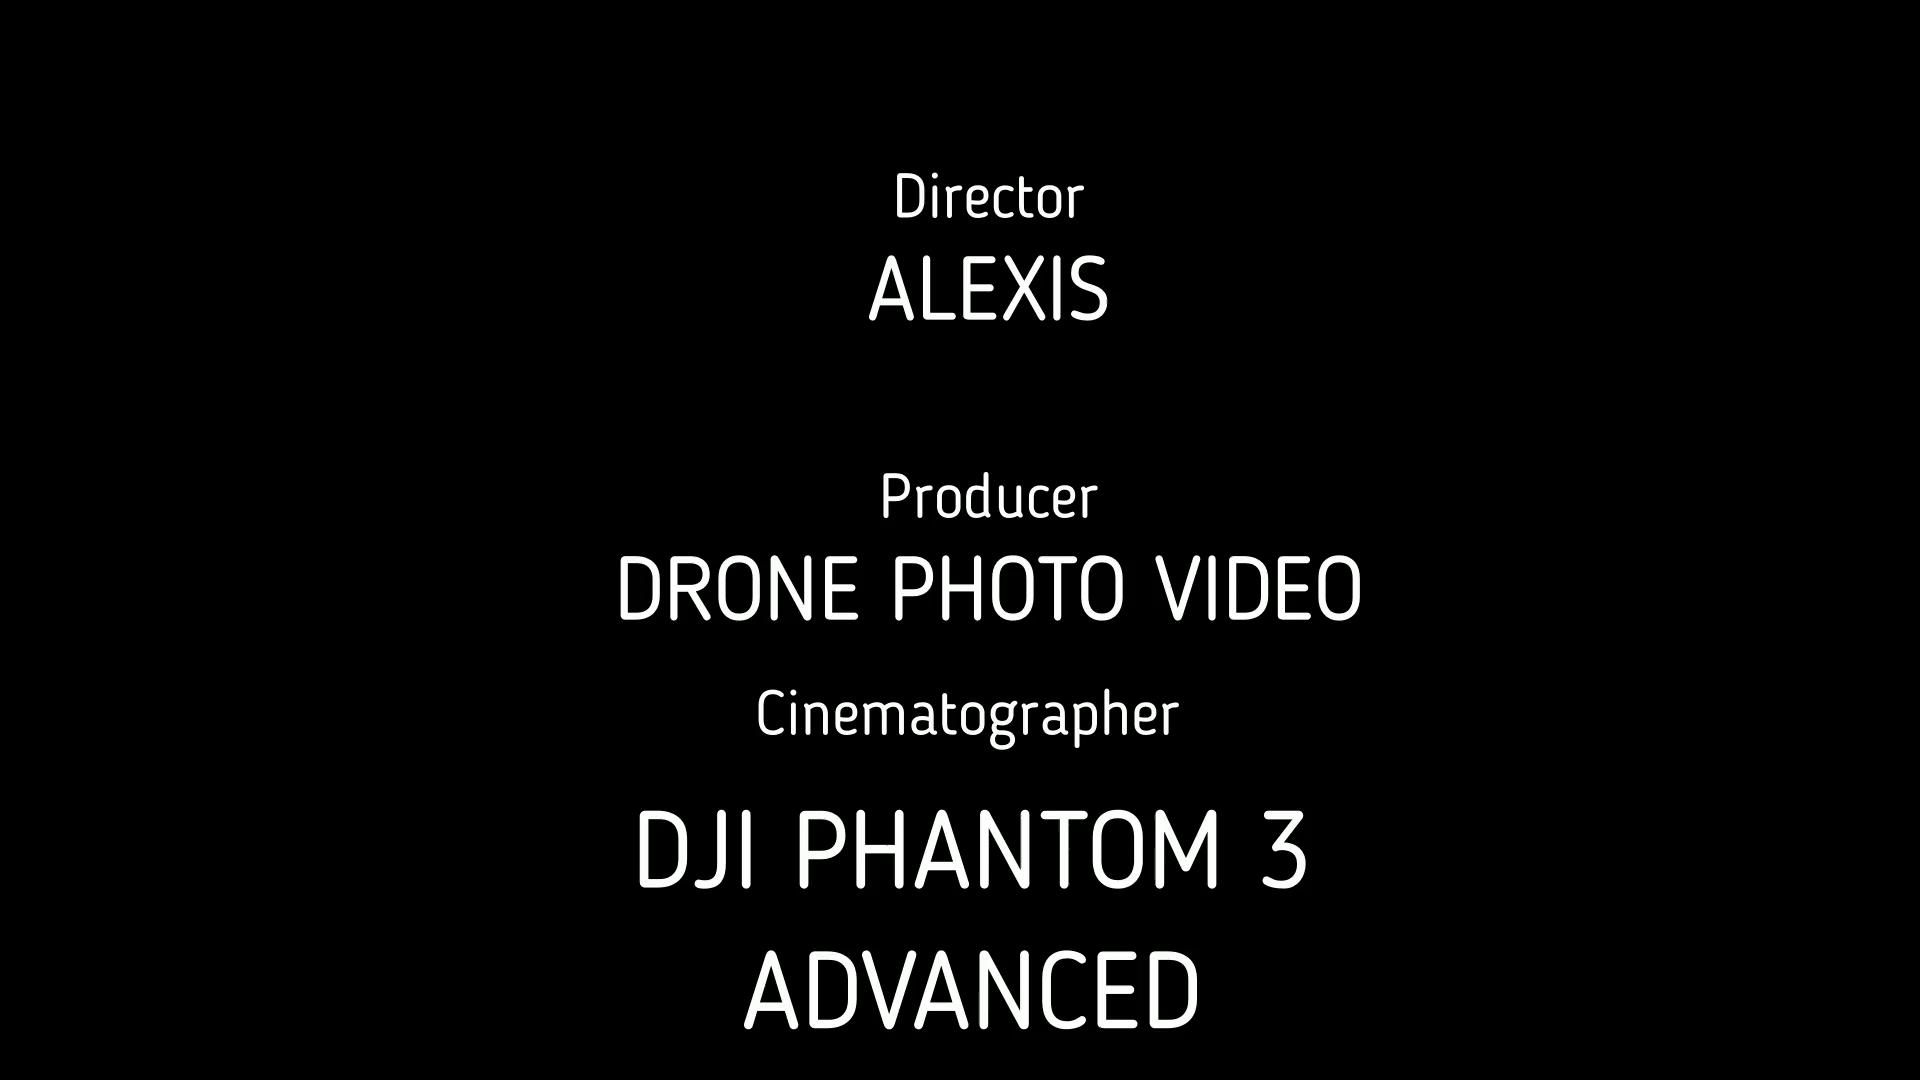 Director
ALEXIS
Producer
DRONE PHOTO VIDEO
Cinematographer
DJI PHANTOM 3
ADVANCED